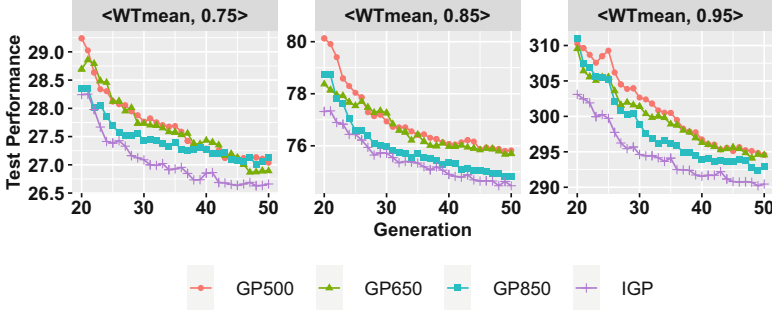 <WTmean, 0.75> <WTmean, 0.85> <WTmean, 0.95>
Test Performance
29.0
28.5
28.0
27.5
27.0
26.5
80
78
76
310
305
300
295
290
20 30 40 50 20 30 40 50 20 30 40 50
Generation
GP500 GP650 GP850 IGP